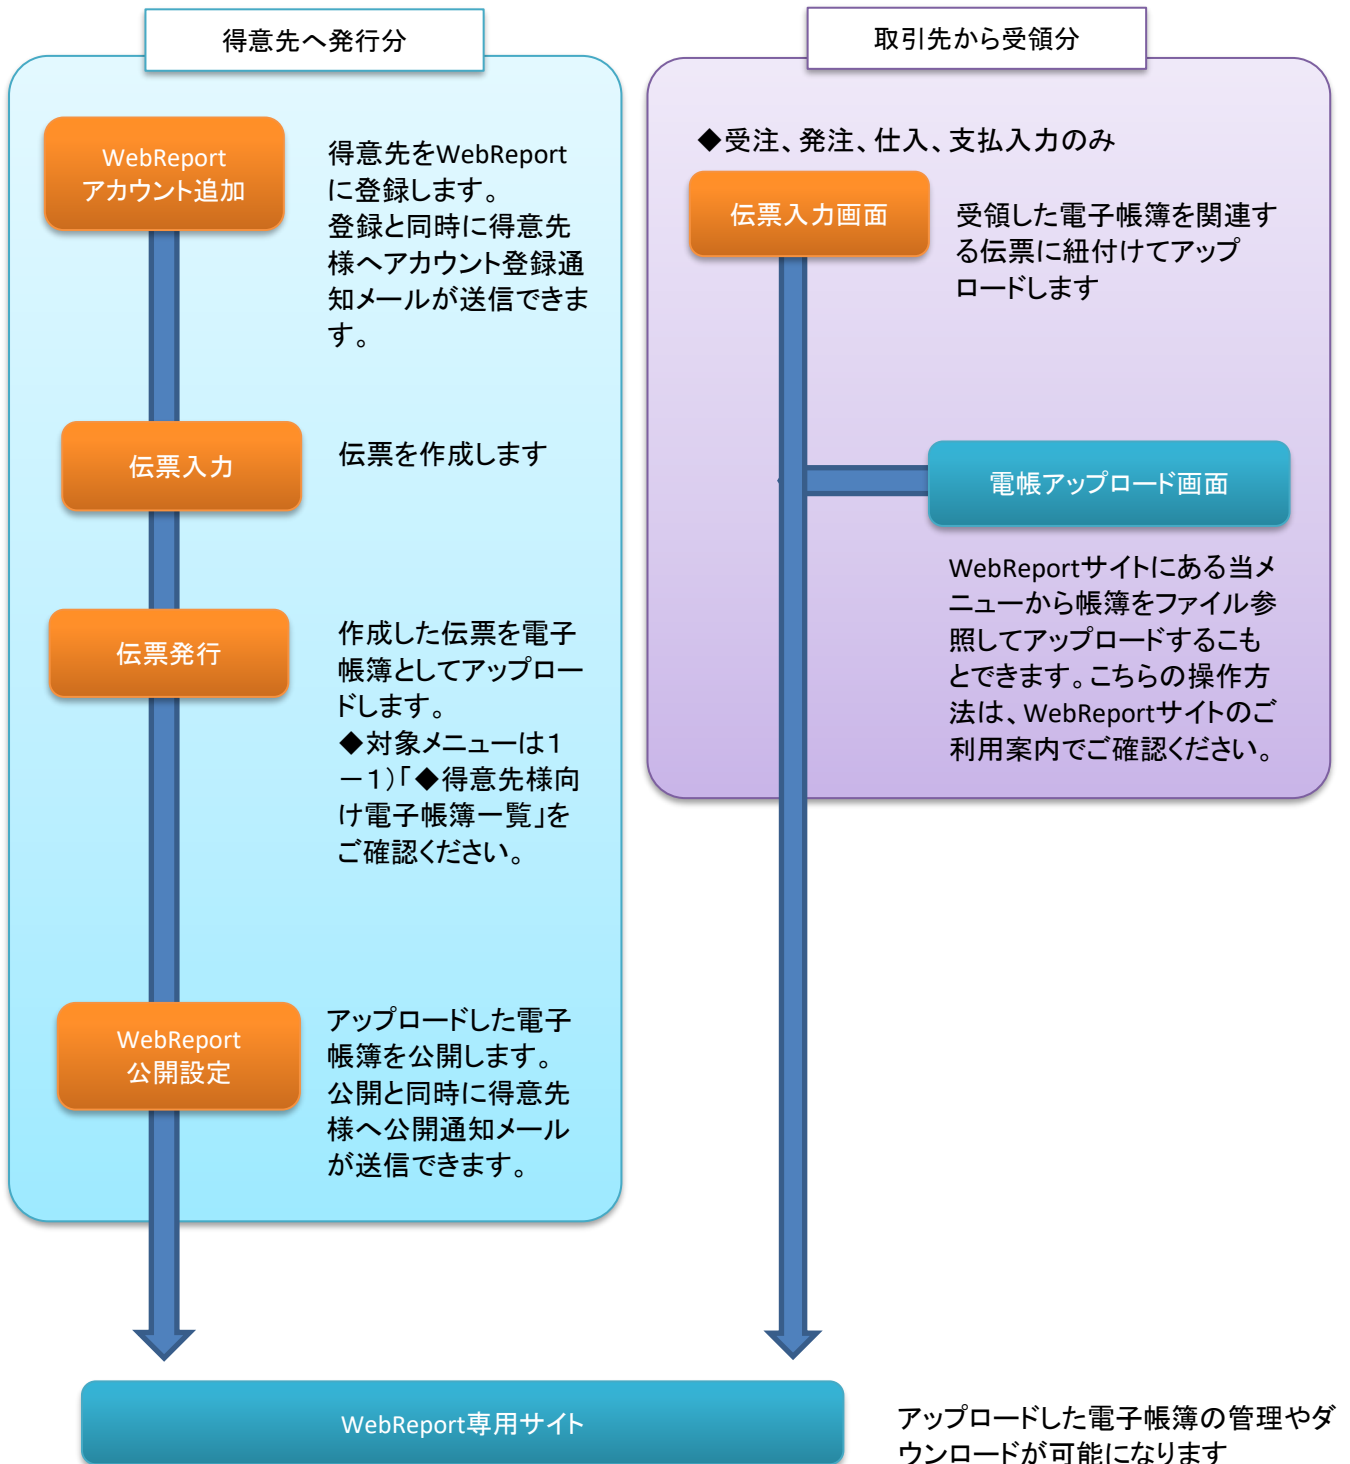 得意先へ発行分
WebReport
アカウント追加
得意先をWebReport
に登録します。
登録と同時に得意先
様へアカウント登録通
知メールが送信できま
す。
伝票入力
伝票を作成します
伝票発行
作成した伝票を電子
帳簿としてアップロー
ドします。
◆対象メニューは１
－１）「◆得意先様向
け電子帳簿一覧」を
ご確認ください。
WebReport
公開設定
アップロードした電子
帳簿を公開します。
公開と同時に得意先
様へ公開通知メール
が送信できます。
取引先から受領分
◆受注、発注、仕入、支払入力のみ
伝票入力画面
受領した電子帳簿を関連す
る伝票に紐付けてアップ
ロードします
電帳アップロード画面
WebReportサイトにある当メ
ニューから帳簿をファイル参
照してアップロードするこも
とできます。こちらの操作方
法は、WebReportサイトのご
利用案内でご確認ください。
WebReport専用サイト
アップロードした電子帳簿の管理やダ
ウンロードが可能になります